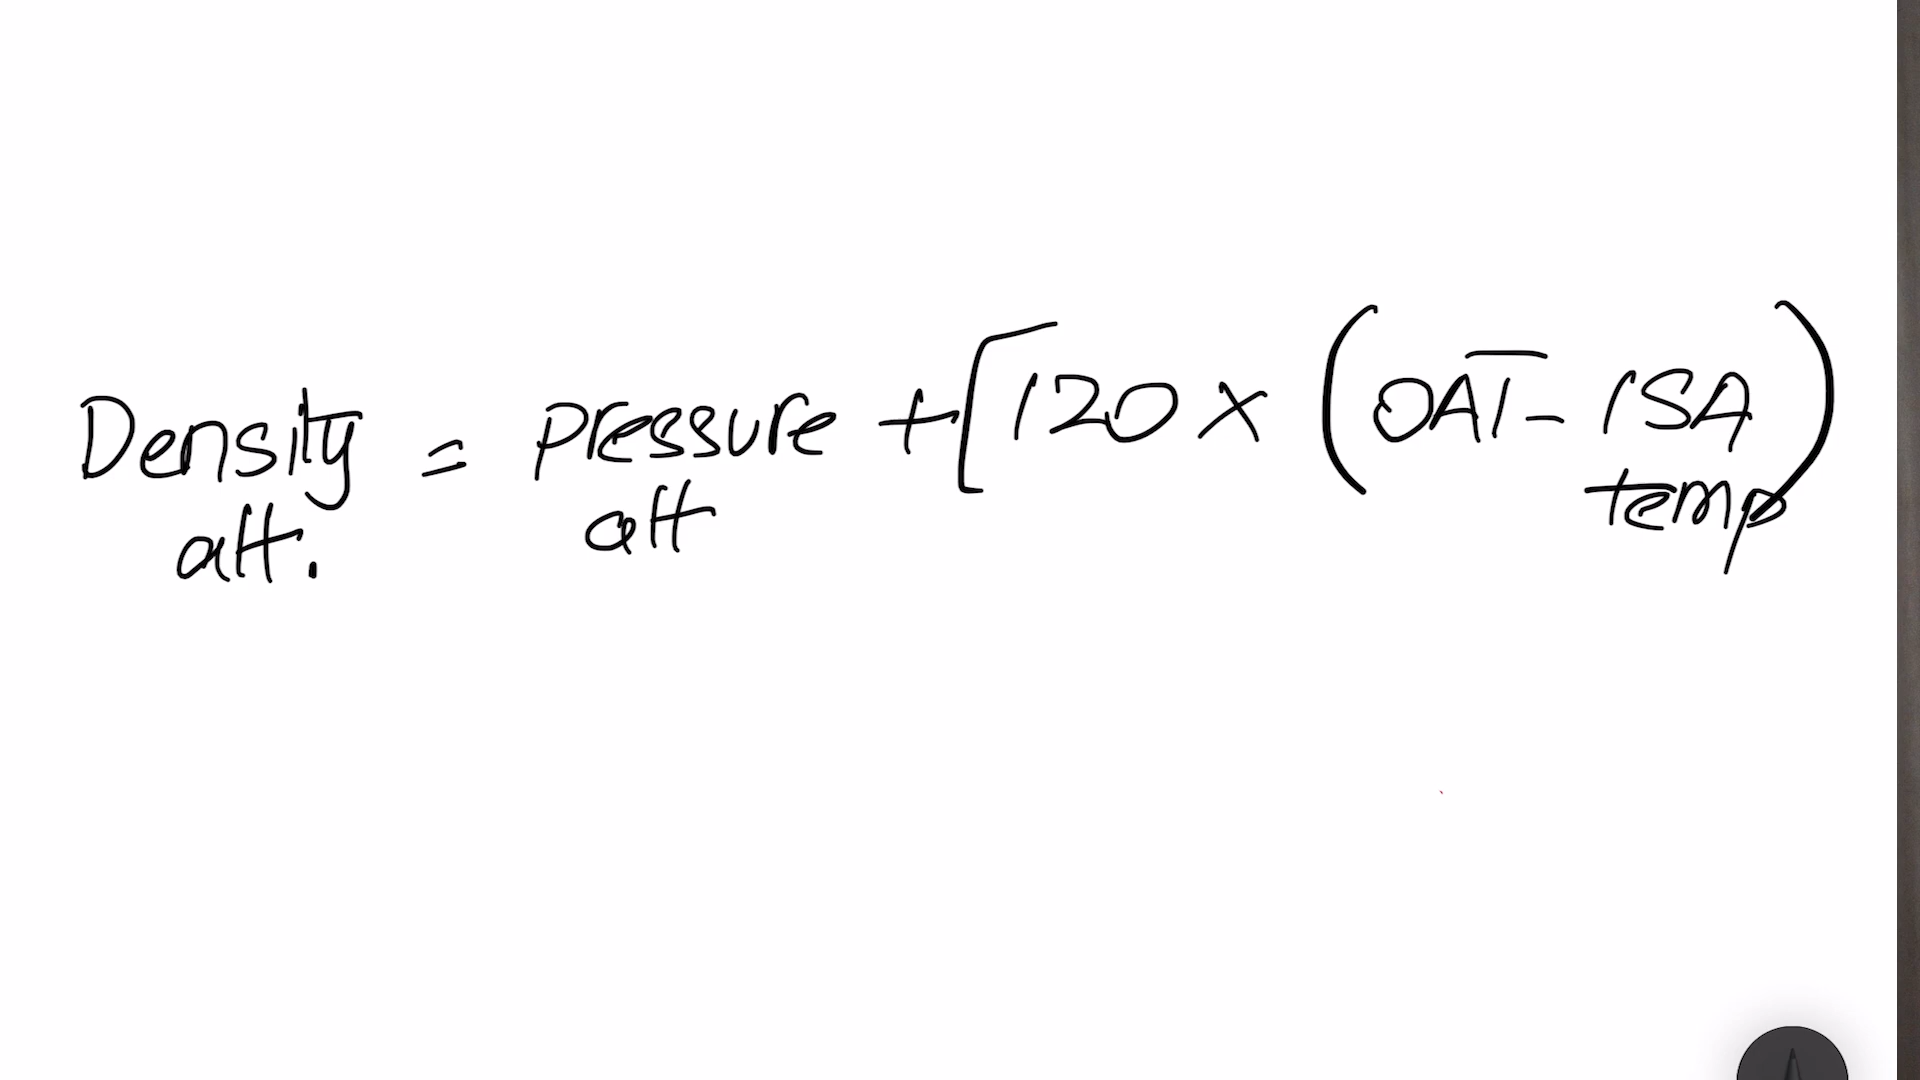 Density = pressure + [120 x (OAT - ISA)
alt. alt temp